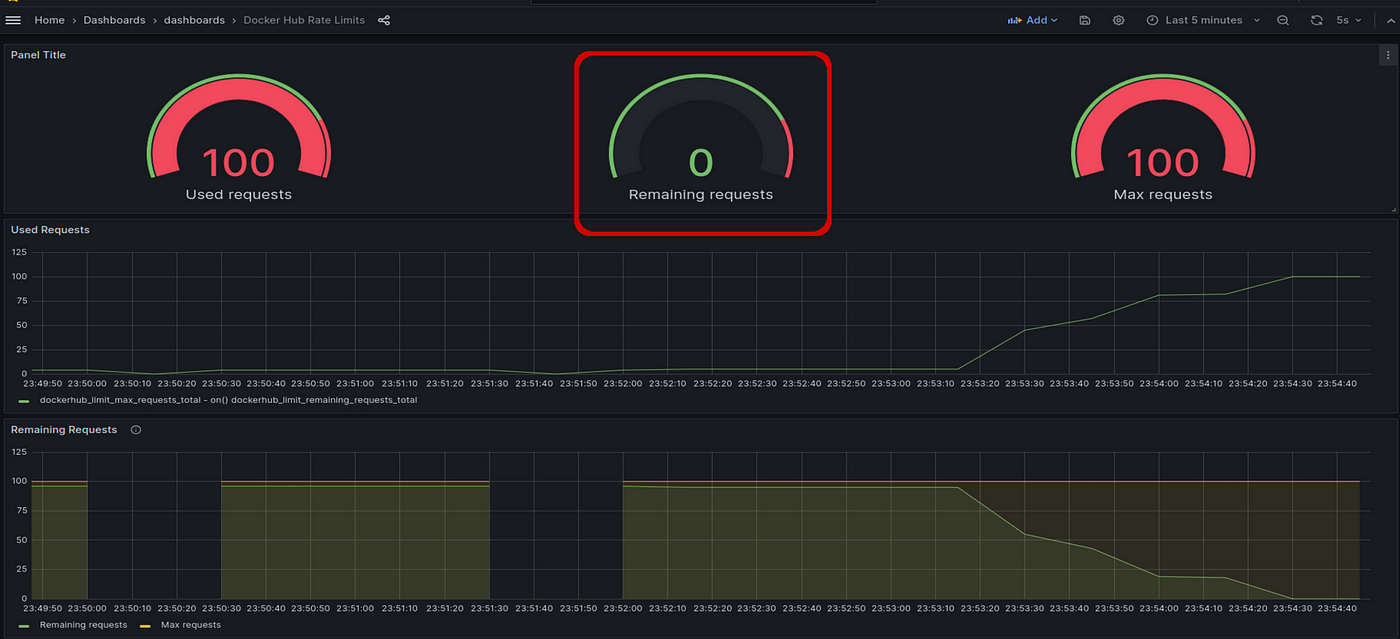 Home › Dashboards › dashboards › Docker Hub Rate Limits Add Last 5 minutes 5s
Panel Title
100 0 100
Used requests Remaining requests Max requests
Used Requests
125
100
75
50
25
0
23:49:50 23:50:00 23:50:10 23:50:20 23:50:30 23:50:40 23:50:50 23:51:00 23:51:10 23:51:20 23:51:30 23:51:40 23:51:50 23:52:00 23:52:10 23:52:20 23:52:30 23:52:40 23:52:50 23:53:00 23:53:10 23:53:20 23:53:30 23:53:40 23:53:50 23:54:00 23:54:10 23:54:20 23:54:30 23:54:40
dockerhub_limit_max_requests_total - on() dockerhub_limit_remaining_requests_total
Remaining Requests
125
100
75
50
25
0
23:49:50 23:50:00 23:50:10 23:50:20 23:50:30 23:50:40 23:50:50 23:51:00 23:51:10 23:51:20 23:51:30 23:51:40 23:51:50 23:52:00 23:52:10 23:52:20 23:52:30 23:52:40 23:52:50 23:53:00 23:53:10 23:53:20 23:53:30 23:53:40 23:53:50 23:54:00 23:54:10 23:54:20 23:54:30 23:54:40
Remaining requests Max requests